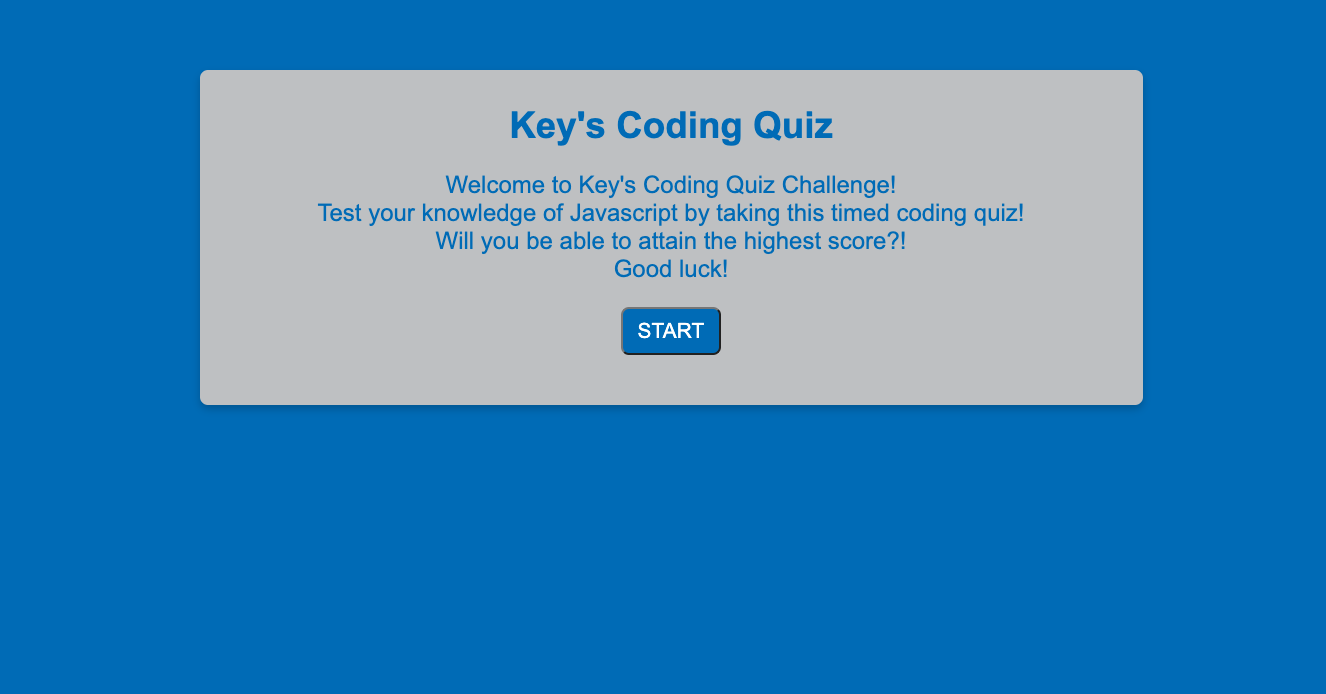 Key's Coding Quiz
Welcome to Key's Coding Quiz Challenge!
Test your knowledge of Javascript by taking this timed coding quiz!
Will you be able to attain the highest score?!
Good luck!
START